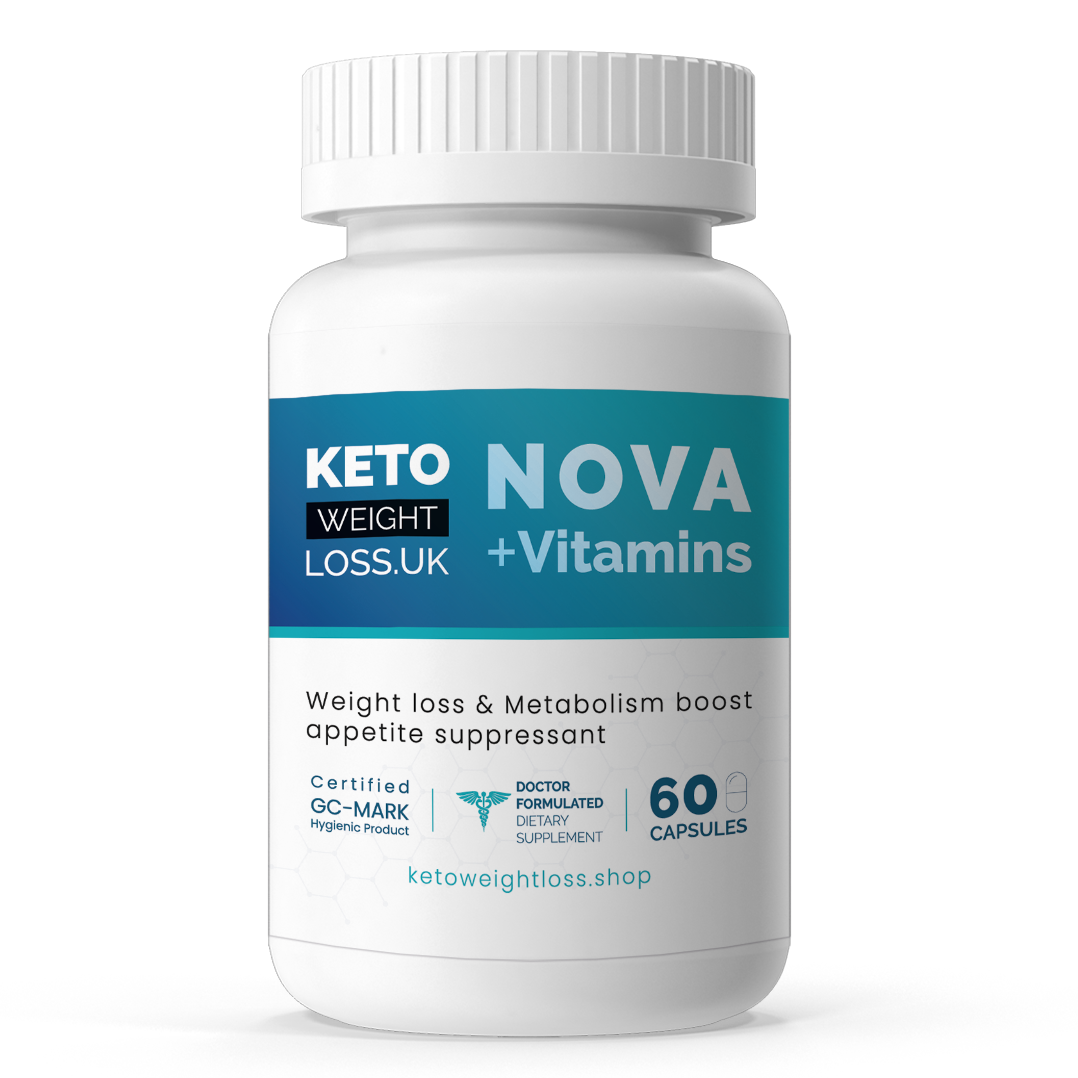 KETO
WEIGHT
LOSS.UK
NOVA
+Vitamins
Weight loss & Metabolism boost
appetite suppressant
Certified
GC-MARK
Hygienic Product
DOCTOR
FORMULATED
DIETARY
SUPPLEMENT
60
CAPSULES
ketoweightloss.shop